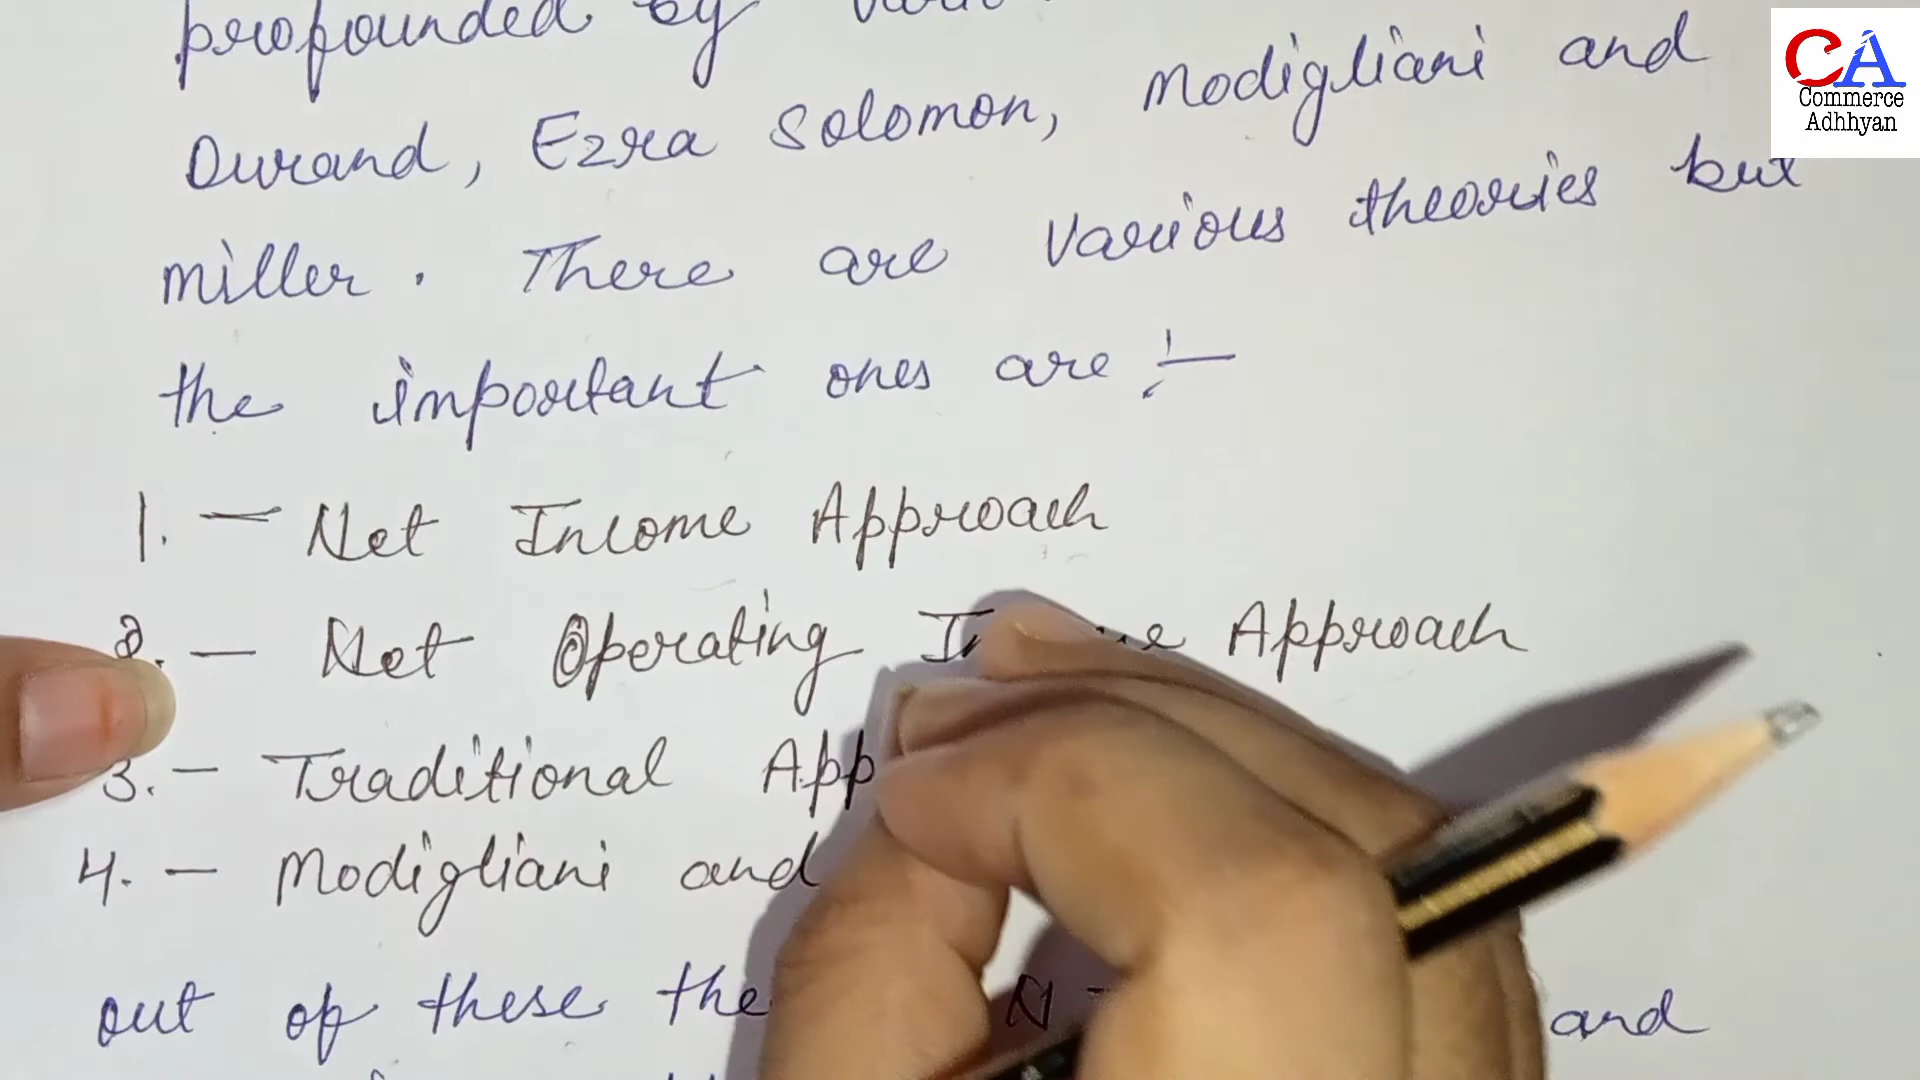 profounded by
Durand, Ezra Solomon, Modigliani and
Miller. There are various theories but
the important ones are :-
1. - Net Income Approach
2. - Net Operating Approach
3. - Traditional App
4. - Modigliani and
out of these the and
CA
Commerce
Adhhyan